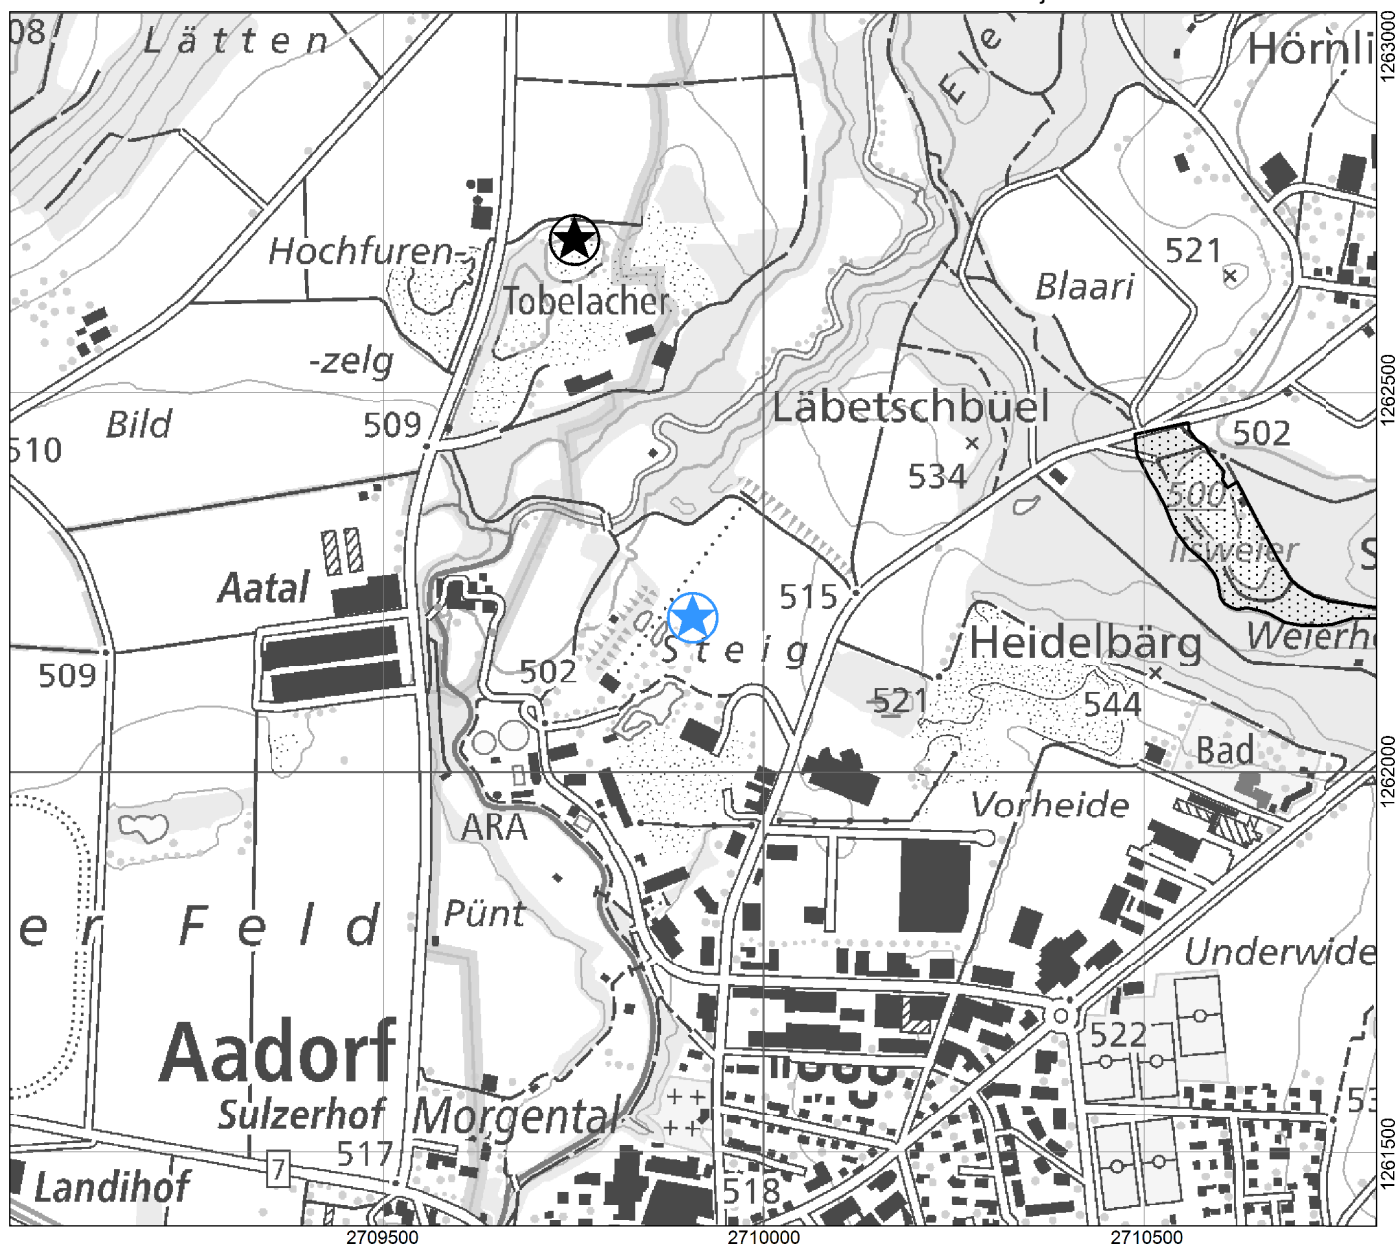 08
Lätten
Ele
Hörnli
1263000
Hochfuren-
521
Blaari
Tobelacher
-zelg
1262500
Bild
509
Läbetschbüel
502
510
534
500
Ilsweier
S
Aatal
515
Steig
Heidelbärg
Weierh
509
502
521
544
Bad
1262000
ARA
Vorheide
er Feld
Pünt
Underwide
522
Aadorf
Sulzerhof
Morgental
53
517
7
Landihof
518
1261500
2709500
2710000
2710500